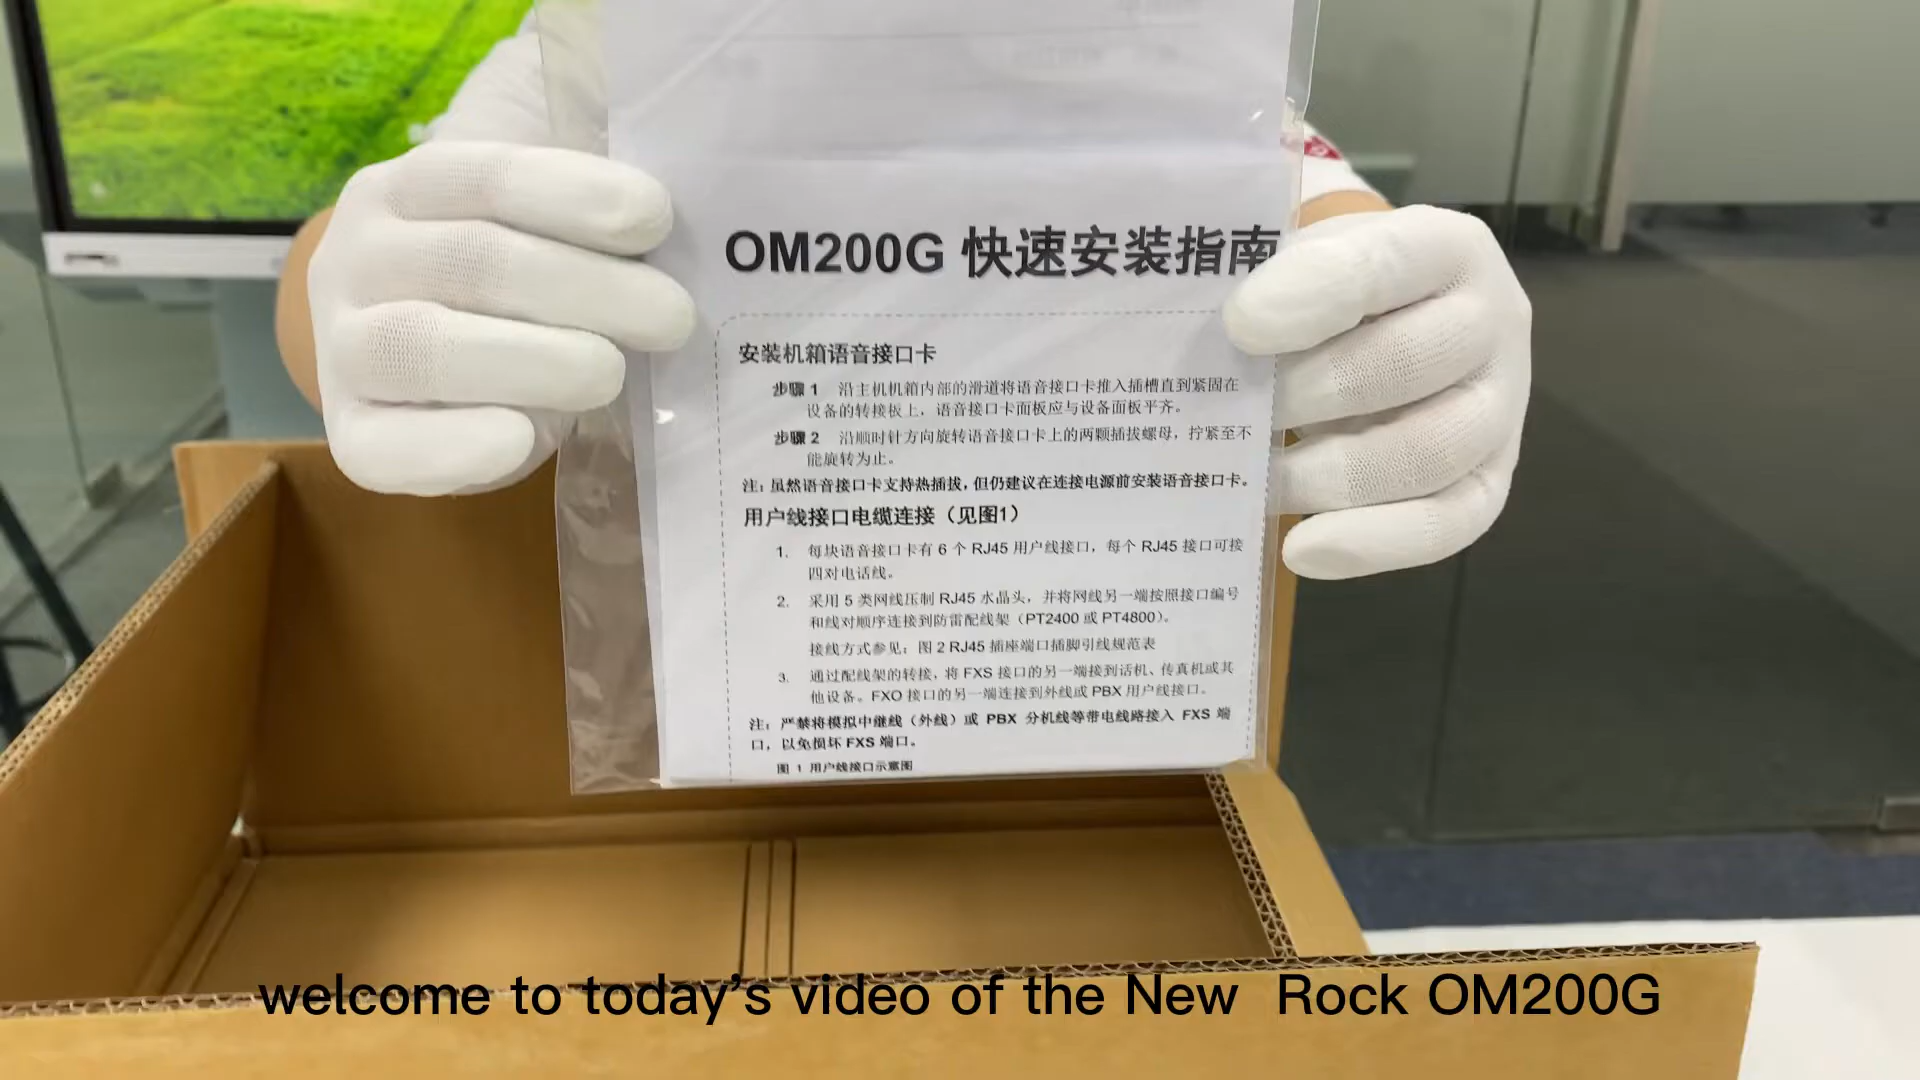 OM200G 快速安装指南
安装机箱语音接口卡
步骤 1 沿主机机箱内部的滑道将语音接口卡推入插槽直到紧固在
设备的转接板上，语音接口卡面板应与设备面板平齐。
步骤 2 沿顺时针方向旋转语音接口卡上的两颗插拔螺母，拧紧至不
能旋转为止。
注：虽然语音接口卡支持热插拔，但仍建议在连接电源前安装语音接口卡。
用户线接口电缆连接（见图1）
1. 每块语音接口卡有 6 个 RJ45 用户线接口，每个 RJ45 接口可接
四对电话线。
2. 采用 5 类网线压制 RJ45 水晶头，并将网线另一端按照接口编号
和线对顺序连接到防雷配线架（PT2400 或 PT4800）。
接线方式参见：图 2 RJ45 插座端口插脚引线规范表
3. 通过配线架的转接，将 FXS 接口的另一端接到话机、传真机或其
他设备。FXO 接口的另一端连接到外线或 PBX 用户线接口。
注：严禁将模拟中继线（外线）或 PBX 分机线等带电线路接入 FXS 端
口，以免损坏 FXS 端口。
图 1 用户线接口示意图
welcome to today's video of the New Rock OM200G